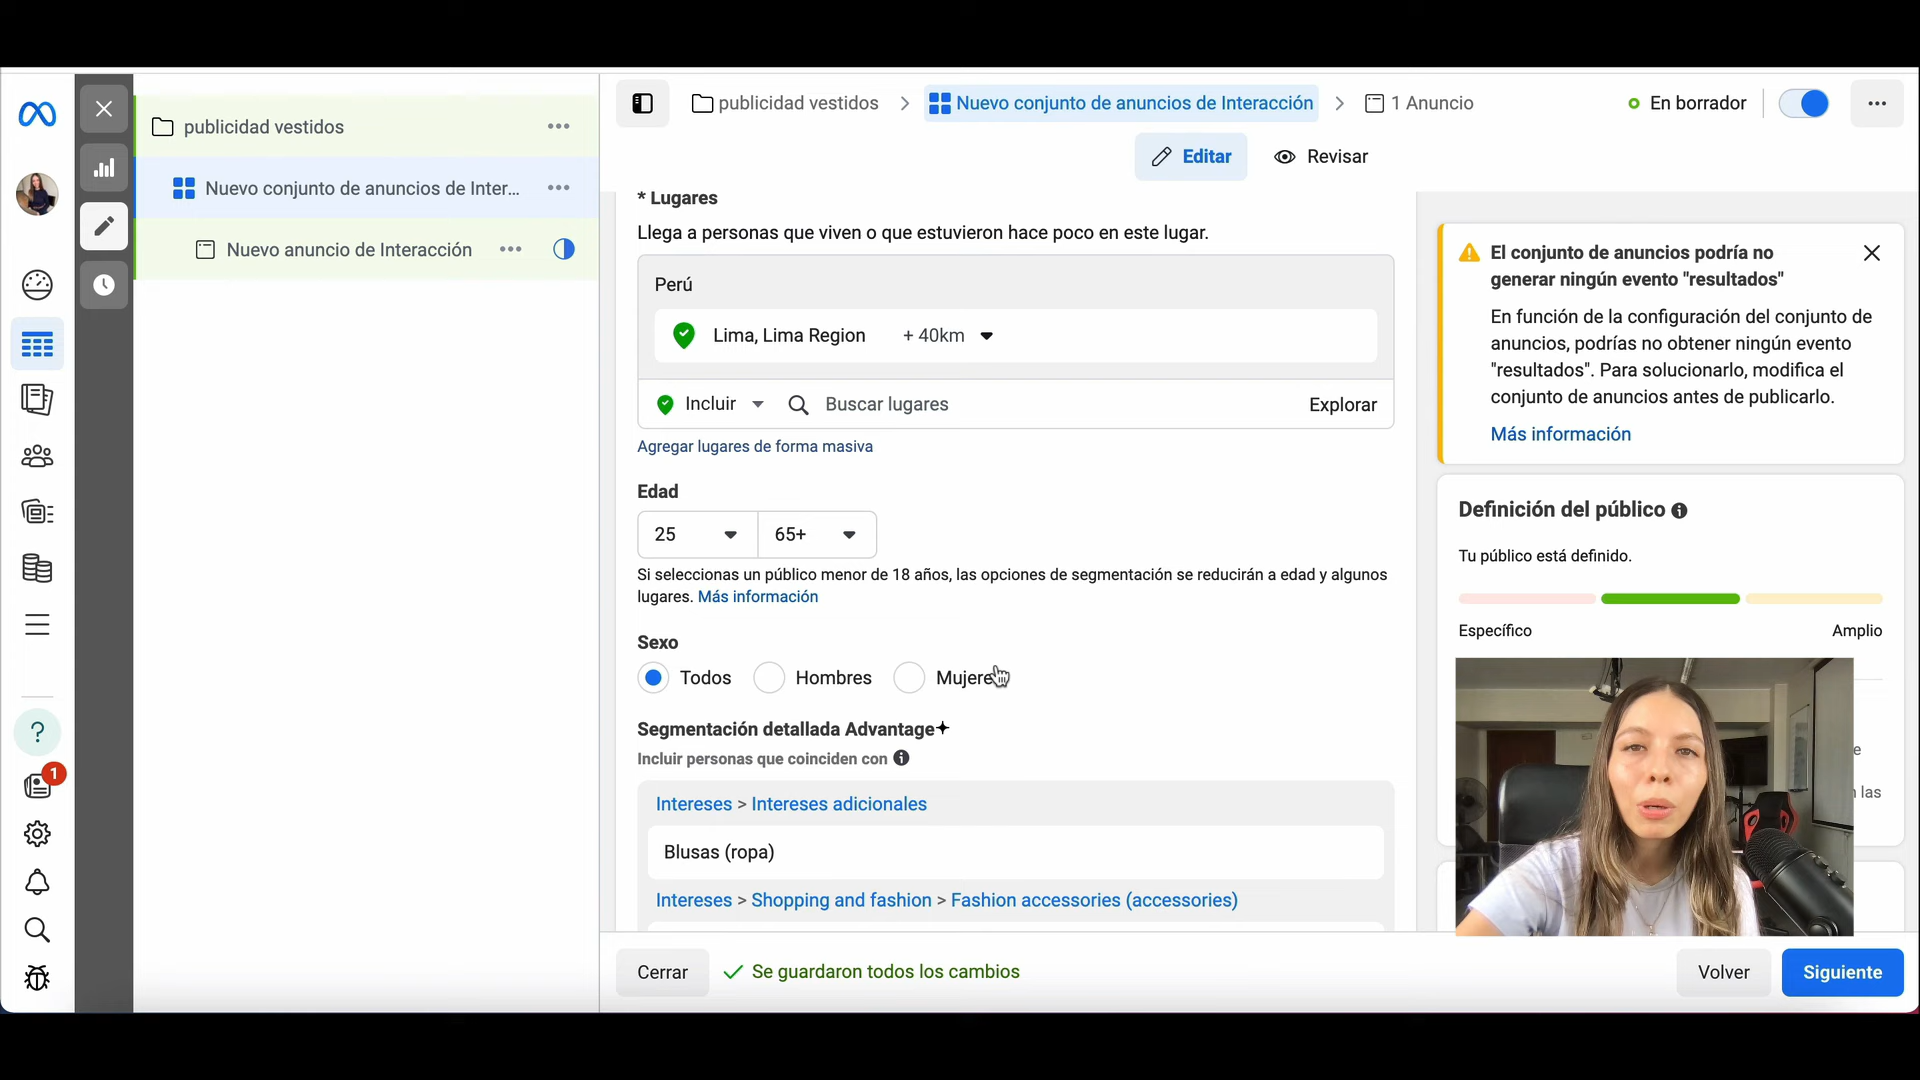 publicidad vestidos
Nuevo conjunto de anuncios de Inter...
Nuevo anuncio de Interacción
1
?
publicidad vestidos > Nuevo conjunto de anuncios de Interacción > 1 Anuncio
En borrador
Editar
Revisar
* Lugares
Llega a personas que viven o que estuvieron hace poco en este lugar.
Perú
Lima, Lima Region + 40km
Incluir Buscar lugares Explorar
Agregar lugares de forma masiva
Edad
25 65+
Si seleccionas un público menor de 18 años, las opciones de segmentación se reducirán a edad y algunos
lugares. Más información
Sexo
Todos Hombres Mujere
Segmentación detallada Advantage+
Incluir personas que coinciden con
Intereses > Intereses adicionales
Blusas (ropa)
Intereses > Shopping and fashion > Fashion accessories (accessories)
Cerrar
Se guardaron todos los cambios
El conjunto de anuncios podría no
generar ningún evento "resultados"
En función de la configuración del conjunto de
anuncios, podrías no obtener ningún evento
"resultados". Para solucionarlo, modifica el
conjunto de anuncios antes de publicarlo.
Más información
Definición del público
Tu público está definido.
Específico Amplio
e
las
Volver
Siguiente